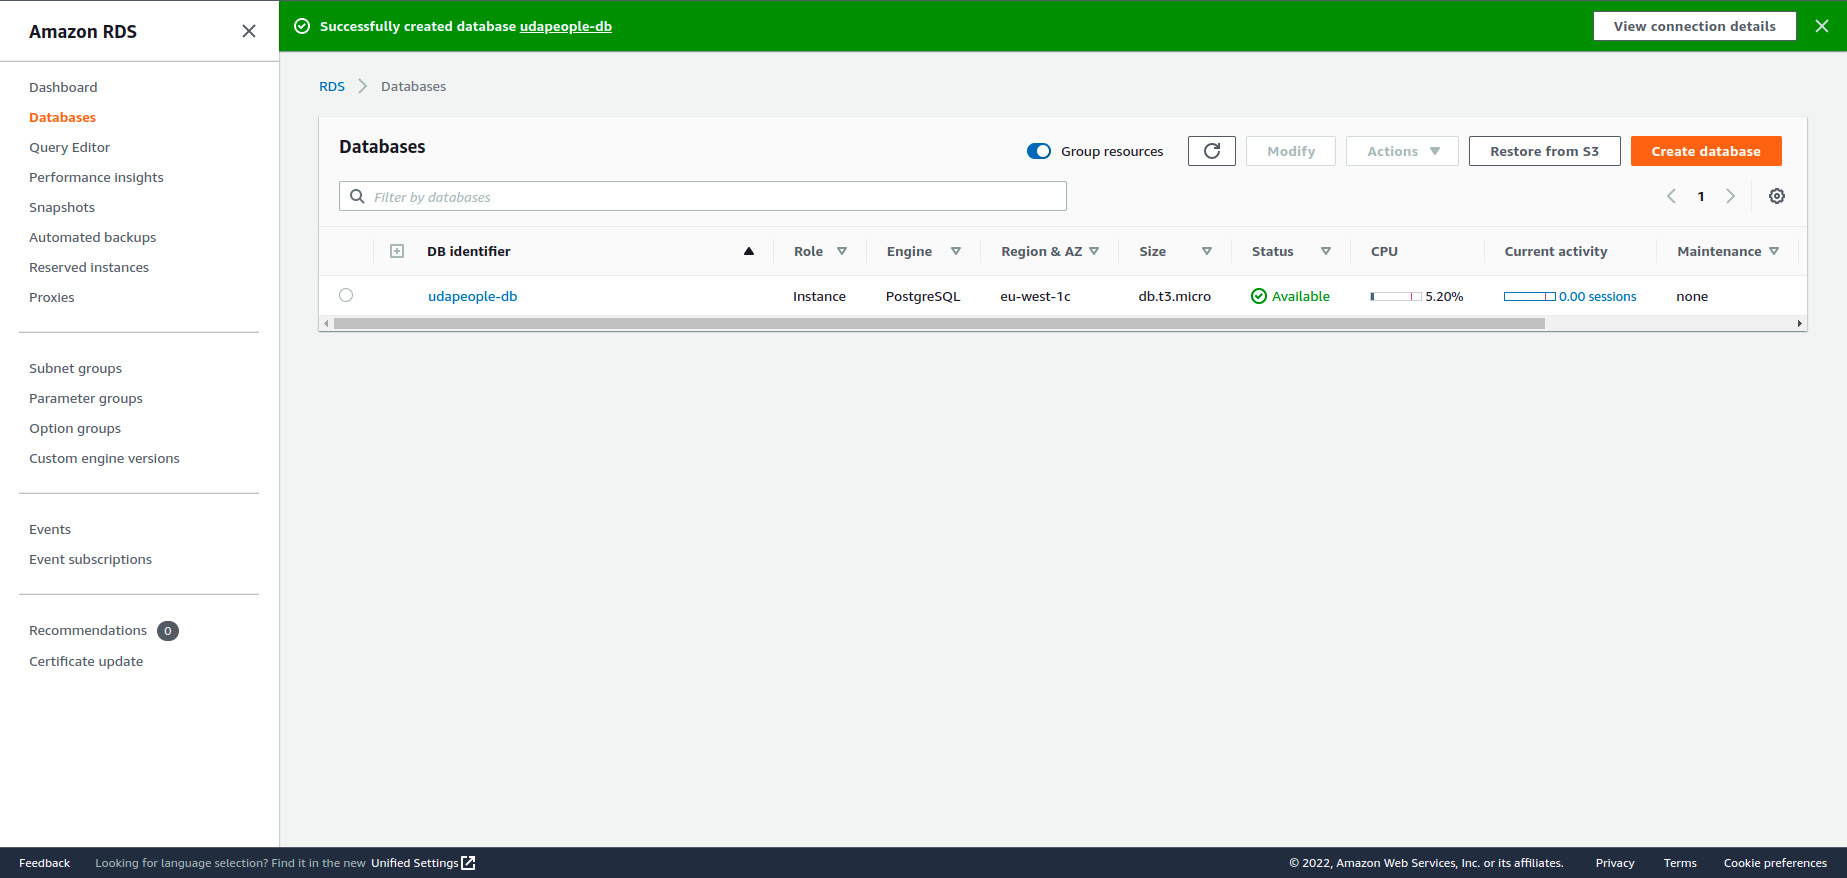 Amazon RDS
Successfully created database udapeople-db
View connection details
Dashboard
Databases
Query Editor
Performance insights
Snapshots
Automated backups
Reserved instances
Proxies
Subnet groups
Parameter groups
Option groups
Custom engine versions
Events
Event subscriptions
Recommendations 0
Certificate update
RDS Databases
Databases
Group resources Modify Actions Restore from S3 Create database
Filter by databases
1
DB identifier Role Engine Region & AZ Size Status CPU Current activity Maintenance
udapeople-db Instance PostgreSQL eu-west-1c db.t3.micro Available 5.20% 0.00 sessions none
Feedback Looking for language selection? Find it in the new Unified Settings © 2022, Amazon Web Services, Inc. or its affiliates. Privacy Terms Cookie preferences